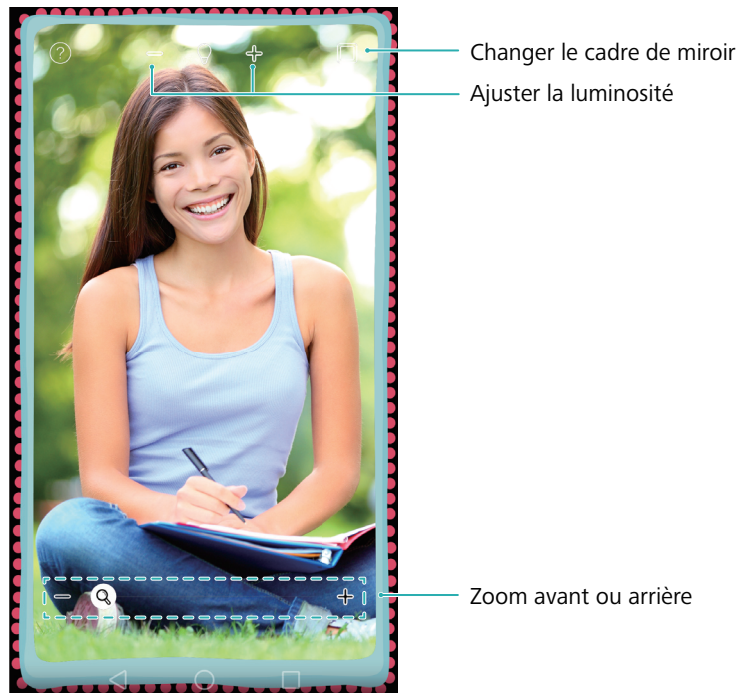 Changer le cadre de miroir
Ajuster la luminosité
Zoom avant ou arrière